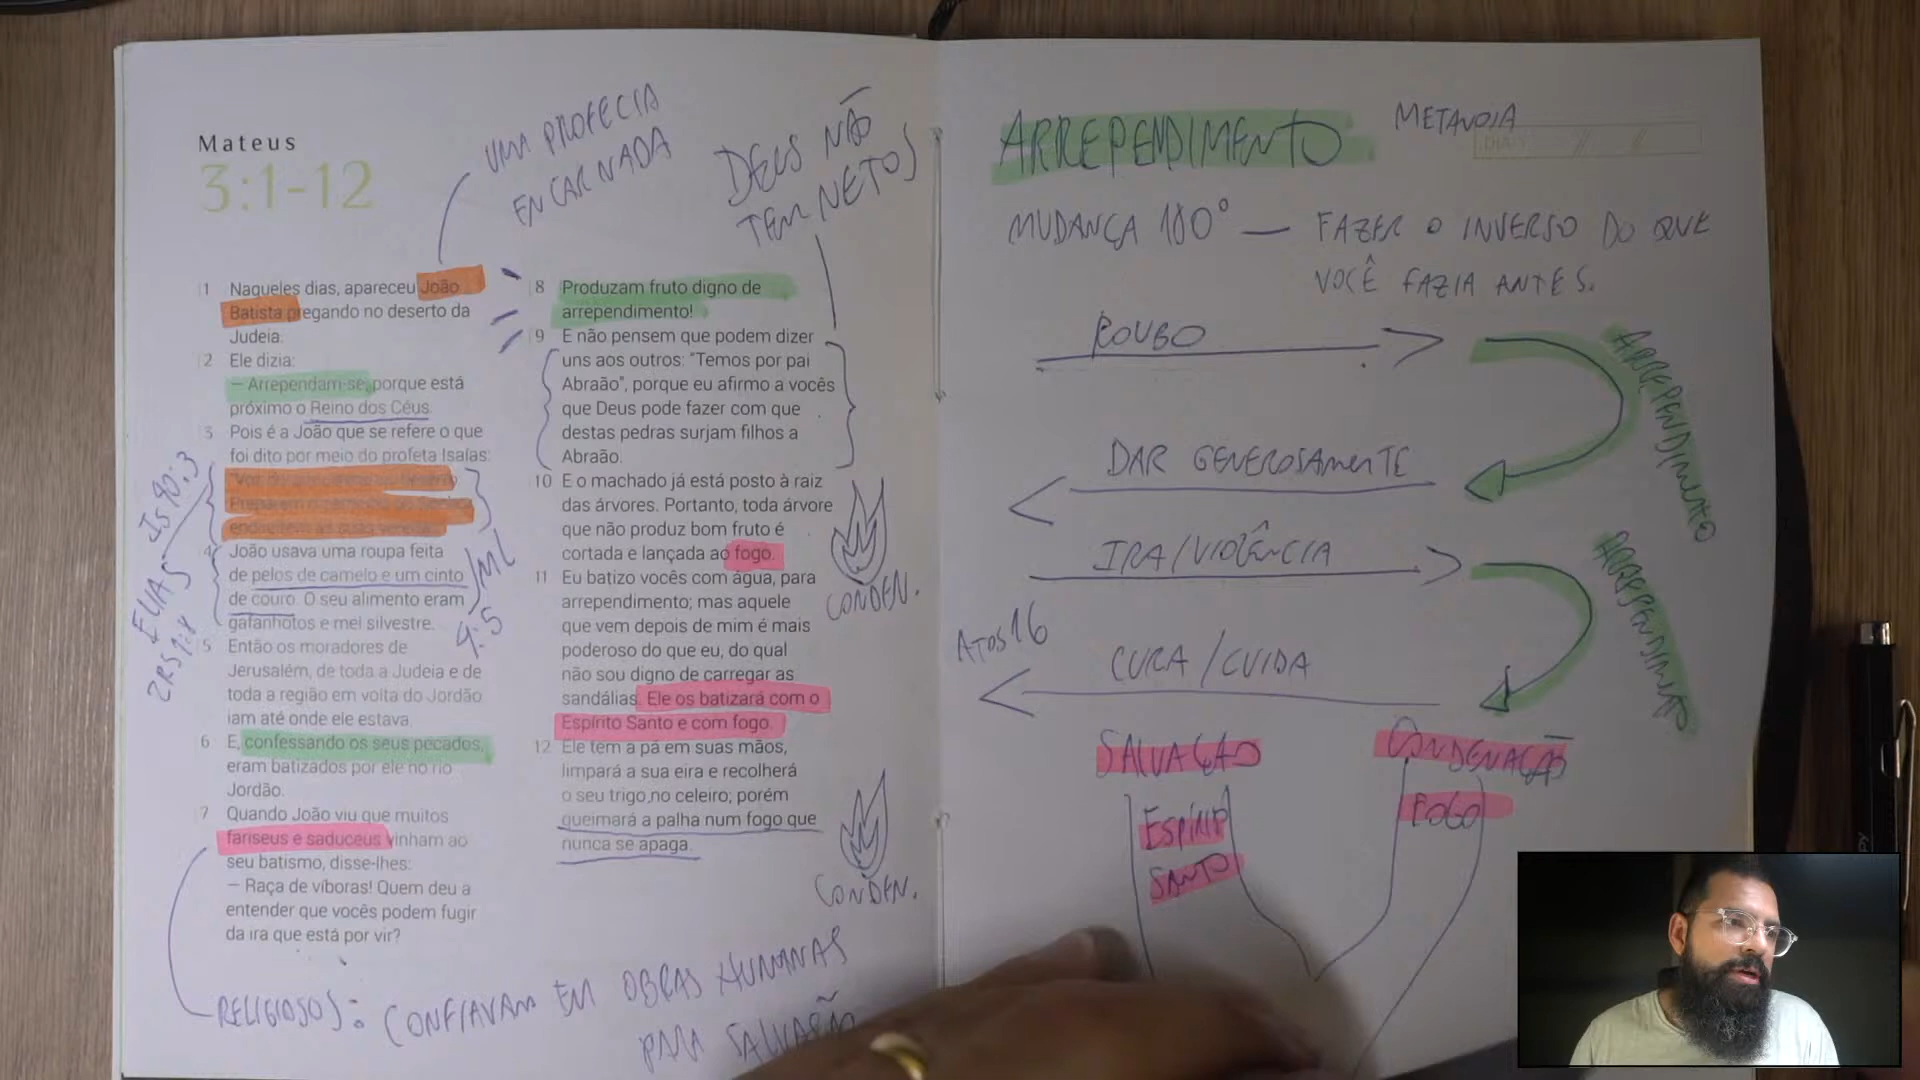 Mateus
3:1-12
UMA PROFECIA
ENCARNADA
DEUS NÃO
TEM NETOS
1 Naqueles dias, apareceu João
Batista pregando no deserto da
Judeia.
2 Ele dizia:
– Arrependam-se, porque está
próximo o Reino dos Céus.
3 Pois é a João que se refere o que
foi dito por meio do profeta Isaías:
"Voz do que clama no deserto:
Preparem o caminho do Senhor,
endireitem as suas veredas."
4 João usava uma roupa feita
de pelos de camelo e um cinto
de couro. O seu alimento eram
gafanhotos e mel silvestre.
5 Então os moradores de
Jerusalém, de toda a Judeia e de
toda a região em volta do Jordão
iam até onde ele estava.
6 E, confessando os seus pecados,
eram batizados por ele no rio
Jordão.
7 Quando João viu que muitos
fariseus e saduceus vinham ao
seu batismo, disse-lhes:
– Raça de víboras! Quem deu a
entender que vocês podem fugir
da ira que está por vir?
Is 40:3
ELIAS
2RS 1:8
ML
4:5
8 Produzam fruto digno de
arrependimento!
9 E não pensem que podem dizer
uns aos outros: "Temos por pai
Abraão", porque eu afirmo a vocês
que Deus pode fazer com que
destas pedras surjam filhos a
Abraão.
10 E o machado já está posto à raiz
das árvores. Portanto, toda árvore
que não produz bom fruto é
cortada e lançada ao fogo.
11 Eu batizo vocês com água, para
arrependimento; mas aquele
que vem depois de mim é mais
poderoso do que eu, do qual
não sou digno de carregar as
sandálias. Ele os batizará com o
Espírito Santo e com fogo.
12 Ele tem a pá em suas mãos,
limpará a sua eira e recolherá
o seu trigo no celeiro; porém
queimará a palha num fogo que
nunca se apaga.
CONDEN.
CONDEN.
RELIGIOSOS: CONFIAVAM EM OBRAS HUMANAS
PARA SALVAÇÃO
ARREPENDIMENTO METANOIA
DIA
MUDANÇA 180° — FAZER O INVERSO DO QUE
VOCÊ FAZIA ANTES.
ROUBO
ARREPENDIMENTO
DAR GENEROSAMENTE
IRA/VIOLÊNCIA
ARREPENDIMENTO
ATOS 16
CURA/CUIDA
SALVAÇÃO CONDENAÇÃO
ESPÍRITO FOGO
SANTO